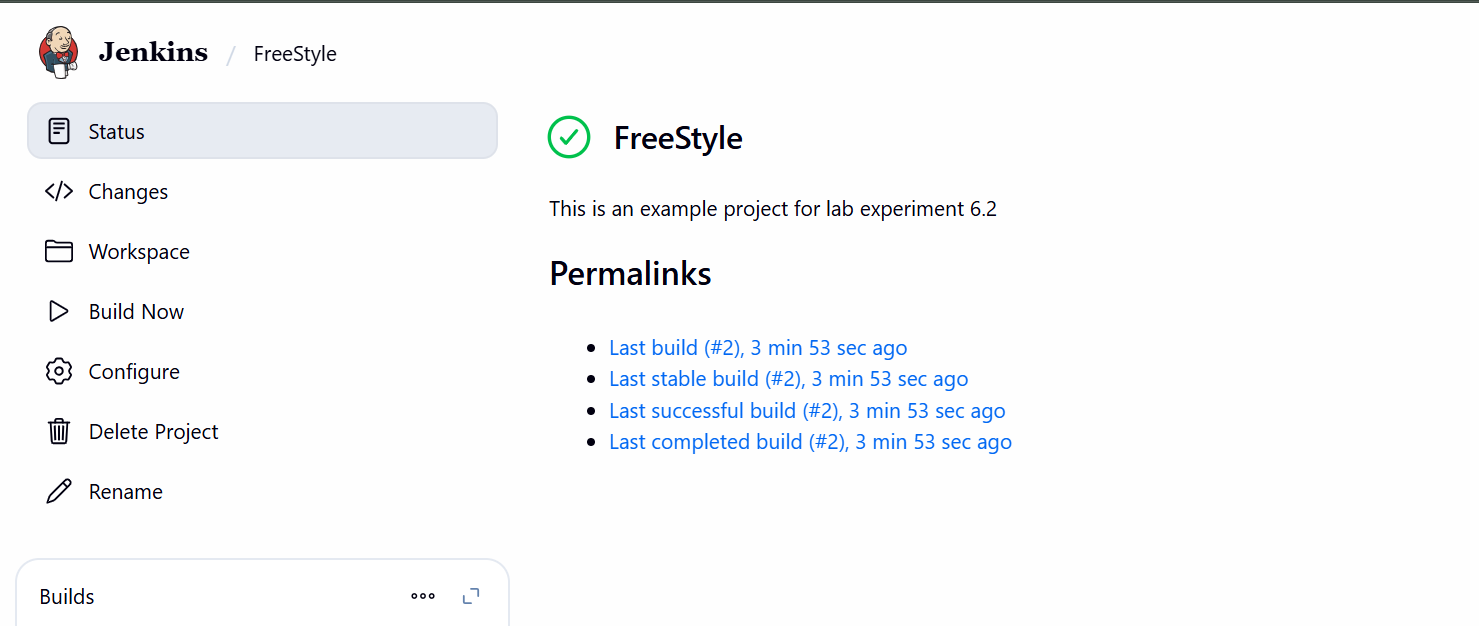 Jenkins / FreeStyle
Status
Changes
Workspace
Build Now
Configure
Delete Project
Rename
Builds
FreeStyle
This is an example project for lab experiment 6.2
Permalinks
Last build (#2), 3 min 53 sec ago
Last stable build (#2), 3 min 53 sec ago
Last successful build (#2), 3 min 53 sec ago
Last completed build (#2), 3 min 53 sec ago